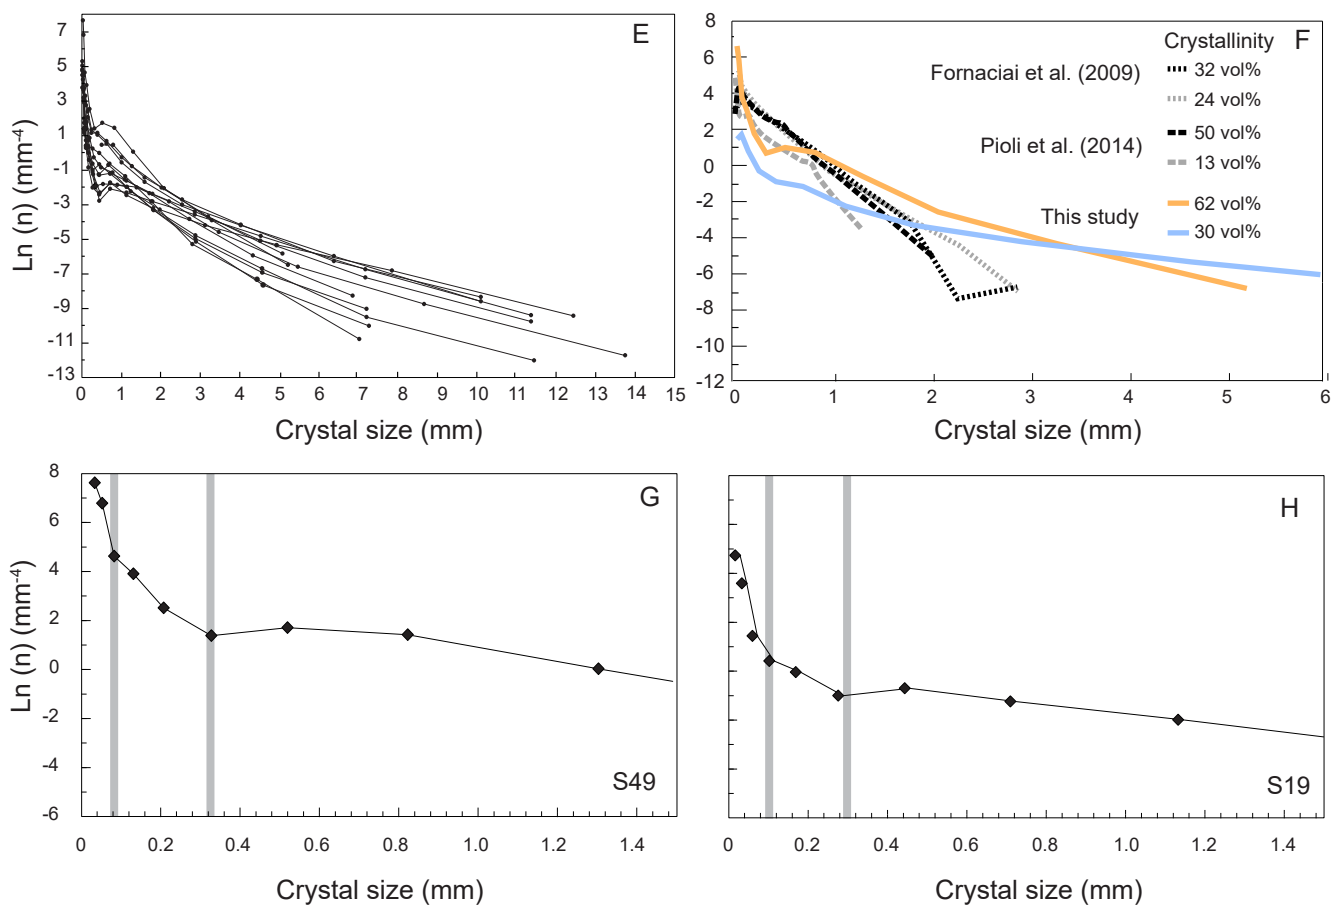 E
7
5
3
1
-1
-3
-5
-7
-9
-11
-13
Ln (n) (mm-4)
0 1 2 3 4 5 6 7 8 9 10 11 12 13 14 15
Crystal size (mm)
F
8
6
4
2
0
-2
-4
-6
-8
-10
-12
Crystallinity
Fornaciai et al. (2009)
32 vol%
24 vol%
Pioli et al. (2014)
50 vol%
13 vol%
This study
62 vol%
30 vol%
0 1 2 3 4 5 6
Crystal size (mm)
G
8
6
4
2
0
-2
-4
-6
Ln (n) (mm-4)
S49
0 0.2 0.4 0.6 0.8 1.0 1.2 1.4
Crystal size (mm)
H
S19
0 0.2 0.4 0.6 0.8 1.0 1.2 1.4
Crystal size (mm)